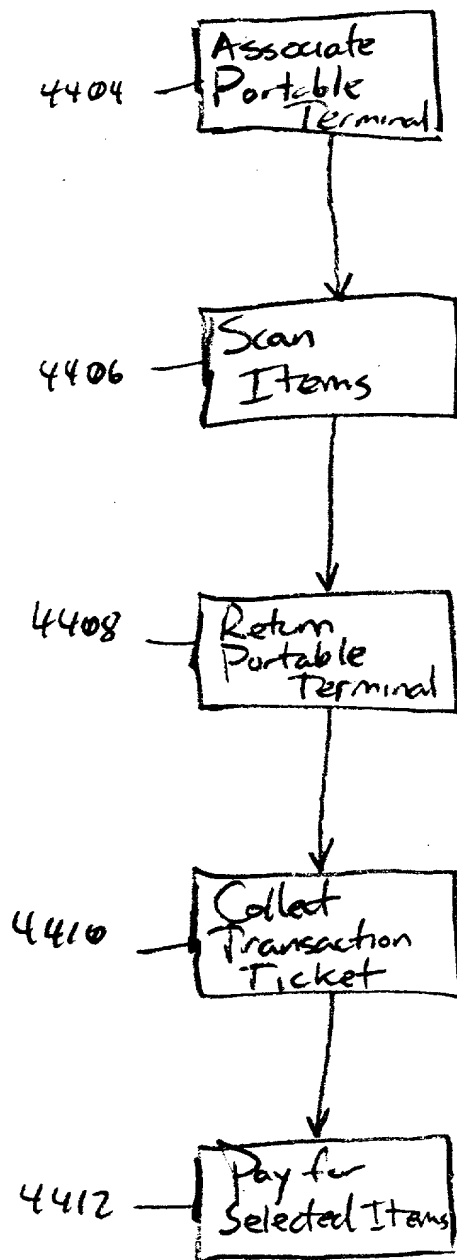 Associate
4404
Portable
Terminal
Scan
4406
Items
4408
Return
Portable
Terminal
Collect
4410
Transaction
Ticket
Pay for
4412
Selected Items